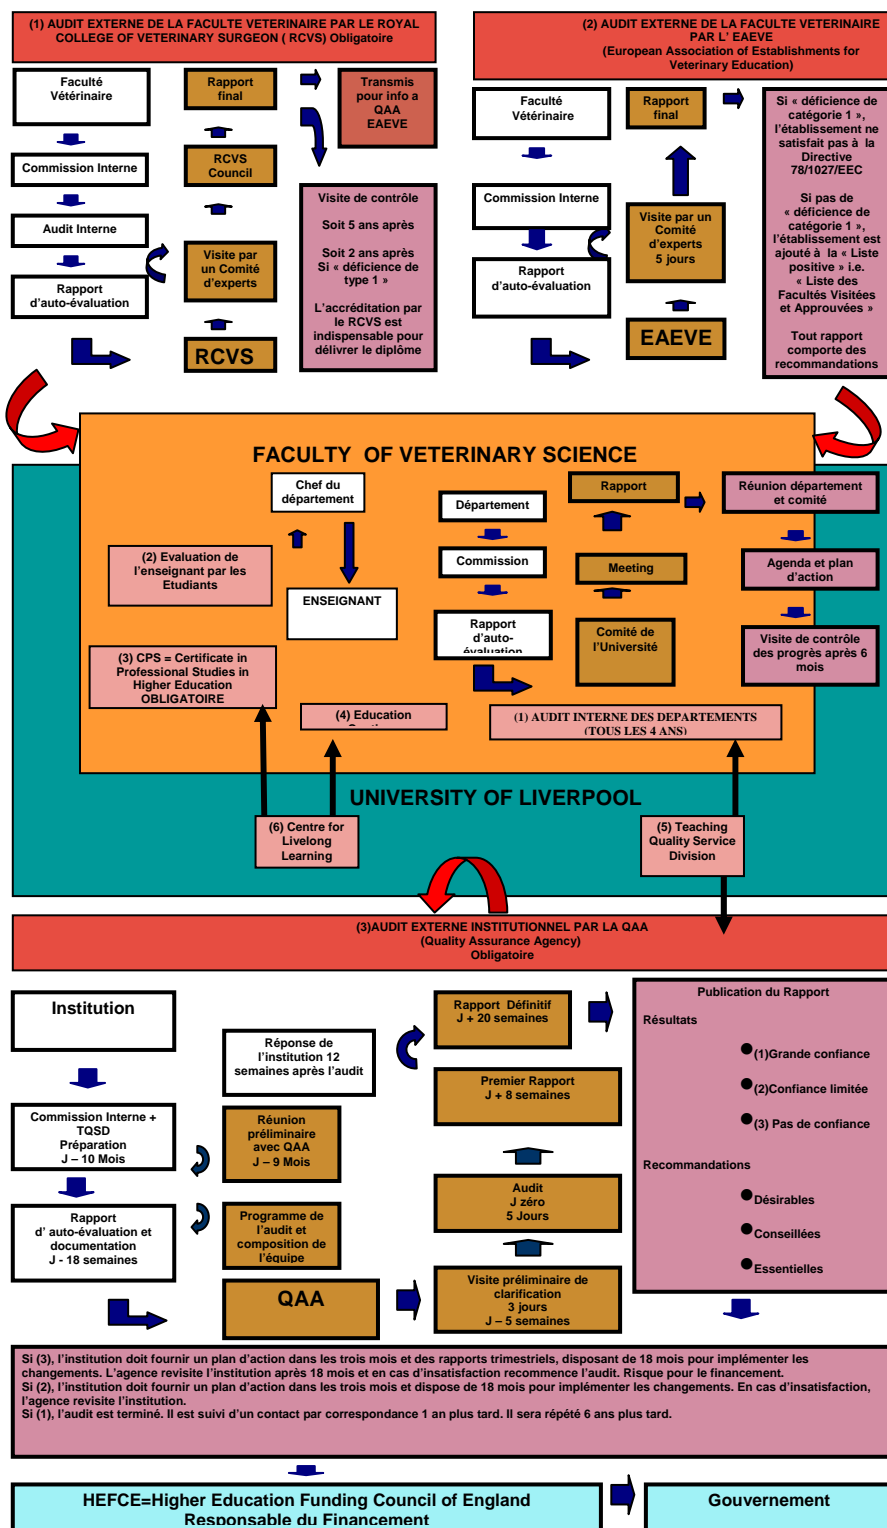 (1) AUDIT EXTERNE DE LA FACULTE VETERINAIRE PAR LE ROYAL
COLLEGE OF VETERINARY SURGEON ( RCVS) Obligatoire
Faculté
Vétérinaire
Commission Interne
Audit Interne
Rapport
d'auto-évaluation
Rapport
final
RCVS
Council
Visite par
un Comité
d'experts
RCVS
Transmis
pour info a
QAA
EAEVE
Visite de contrôle
Soit 5 ans après
Soit 2 ans après
Si « déficience de
type 1 »
L'accréditation par
le RCVS est
indispensable pour
délivrer le diplôme
(2) AUDIT EXTERNE DE LA FACULTE VETERINAIRE
PAR L' EAEVE
(European Association of Establishments for
Veterinary Education)
Faculté
Vétérinaire
Commission Interne
Rapport
d'auto-évaluation
Rapport
final
Visite par un
Comité
d'experts
5 jours
EAEVE
Si « déficience de
catégorie 1 »,
l'établissement ne
satisfait pas à la
Directive
78/1027/EEC
Si pas de
« déficience de
catégorie 1 »,
l'établissement est
ajouté à la « Liste
positive » i.e.
« Liste des
Facultés Visitées
et Approuvées »
Tout rapport
comporte des
recommandations
FACULTY OF VETERINARY SCIENCE
Chef du
département
(2) Evaluation de
l'enseignant par les
Etudiants
ENSEIGNANT
(3) CPS = Certificate in
Professional Studies in
Higher Education
OBLIGATOIRE
(4) Education
Département
Commission
Rapport
d'auto-
évaluation
Rapport
Meeting
Comité de
l'Université
Réunion département
et comité
Agenda et plan
d'action
Visite de contrôle
des progrès après 6
mois
(1) AUDIT INTERNE DES DEPARTEMENTS
(TOUS LES 4 ANS)
UNIVERSITY OF LIVERPOOL
(6) Centre for
Livelong
Learning
(5) Teaching
Quality Service
Division
(3)AUDIT EXTERNE INSTITUTIONNEL PAR LA QAA
(Quality Assurance Agency)
Obligatoire
Institution
Commission Interne +
TQSD
Préparation
J – 10 Mois
Rapport
d' auto-évaluation et
documentation
J - 18 semaines
Réponse de
l'institution 12
semaines après l'audit
Réunion
préliminaire
avec QAA
J – 9 Mois
Programme de
l'audit et
composition de
l'équipe
QAA
Rapport Définitif
J + 20 semaines
Premier Rapport
J + 8 semaines
Audit
J zéro
5 Jours
Visite préliminaire de
clarification
3 jours
J – 5 semaines
Publication du Rapport
Résultats
● (1)Grande confiance
● (2)Confiance limitée
● (3) Pas de confiance
Recommandations
● Désirables
● Conseillées
● Essentielles
Si (3), l'institution doit fournir un plan d'action dans les trois mois et des rapports trimestriels, disposant de 18 mois pour implémenter les
changements. L'agence revisite l'institution après 18 mois et en cas d'insatisfaction recommence l'audit. Risque pour le financement.
Si (2), l'institution doit fournir un plan d'action dans les trois mois et dispose de 18 mois pour implémenter les changements. En cas d'insatisfaction,
l'agence revisite l'institution.
Si (1), l'audit est terminé. Il est suivi d'un contact par correspondance 1 an plus tard. Il sera répété 6 ans plus tard.
HEFCE=Higher Education Funding Council of England
Responsable du Financement
Gouvernement